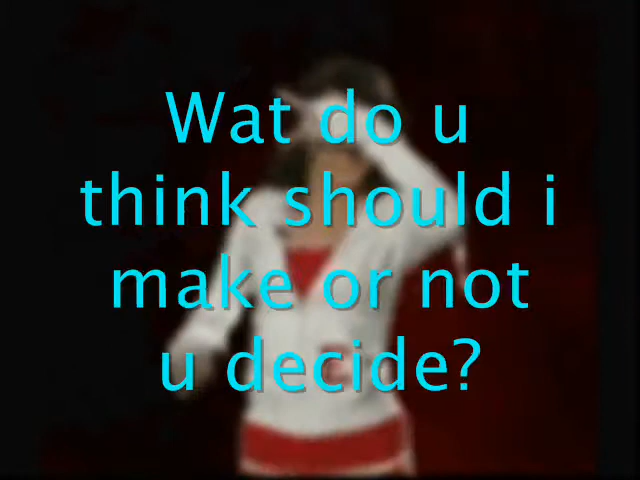 Wat do u
think should i
make or not
u decide?